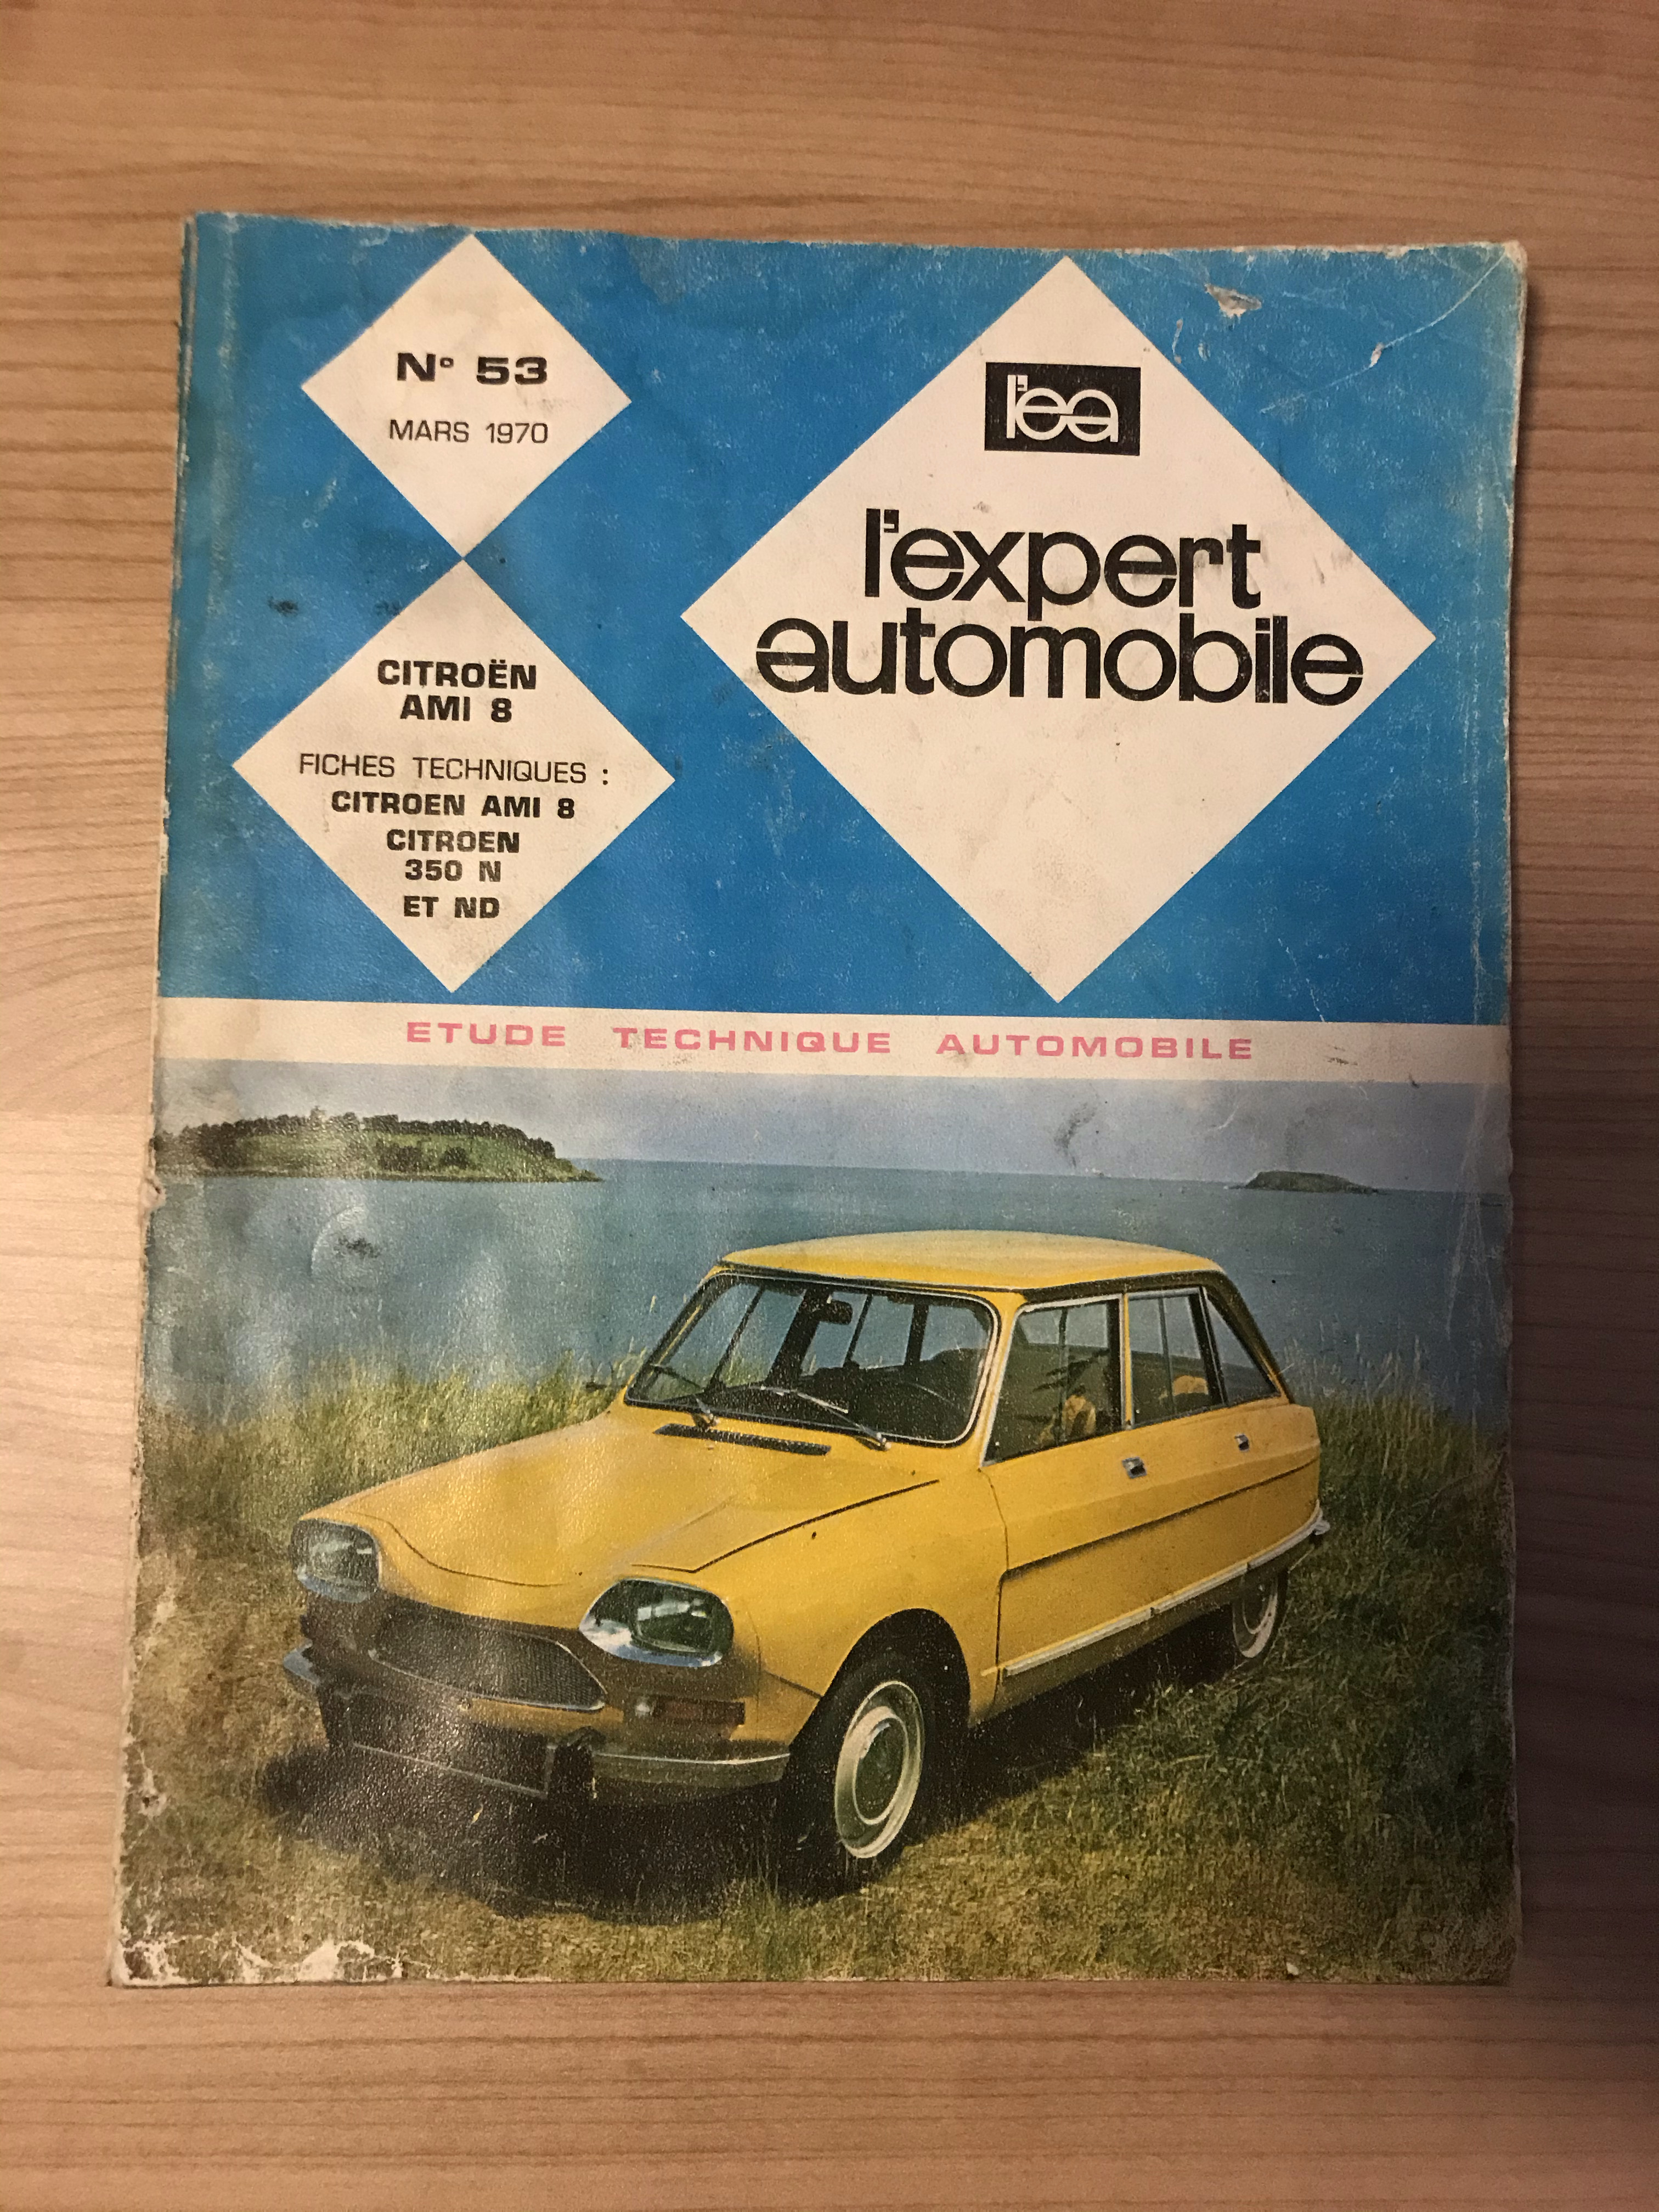 N° 53
MARS 1970
l'ea
l'expert
automobile
CITROËN
AMI 8
FICHES TECHNIQUES :
CITROEN AMI 8
CITROEN
350 N
ET ND
ETUDE TECHNIQUE AUTOMOBILE